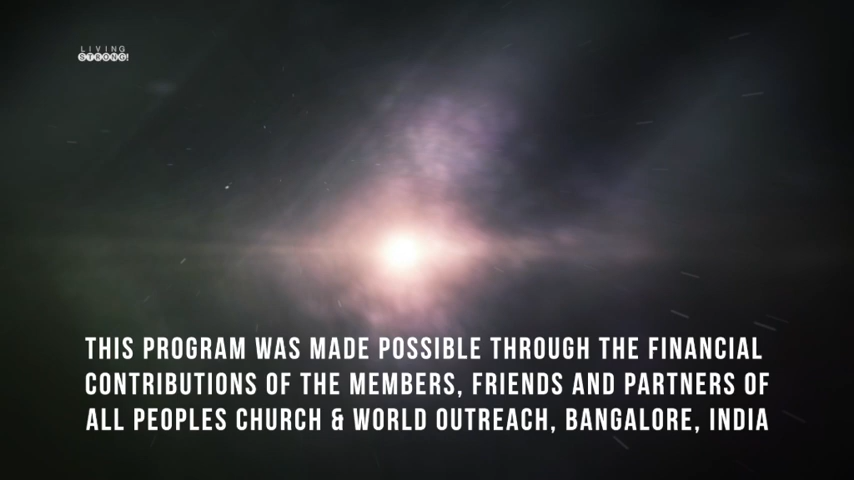 LIVING
STRONG!
THIS PROGRAM WAS MADE POSSIBLE THROUGH THE FINANCIAL
CONTRIBUTIONS OF THE MEMBERS, FRIENDS AND PARTNERS OF
ALL PEOPLES CHURCH & WORLD OUTREACH, BANGALORE, INDIA